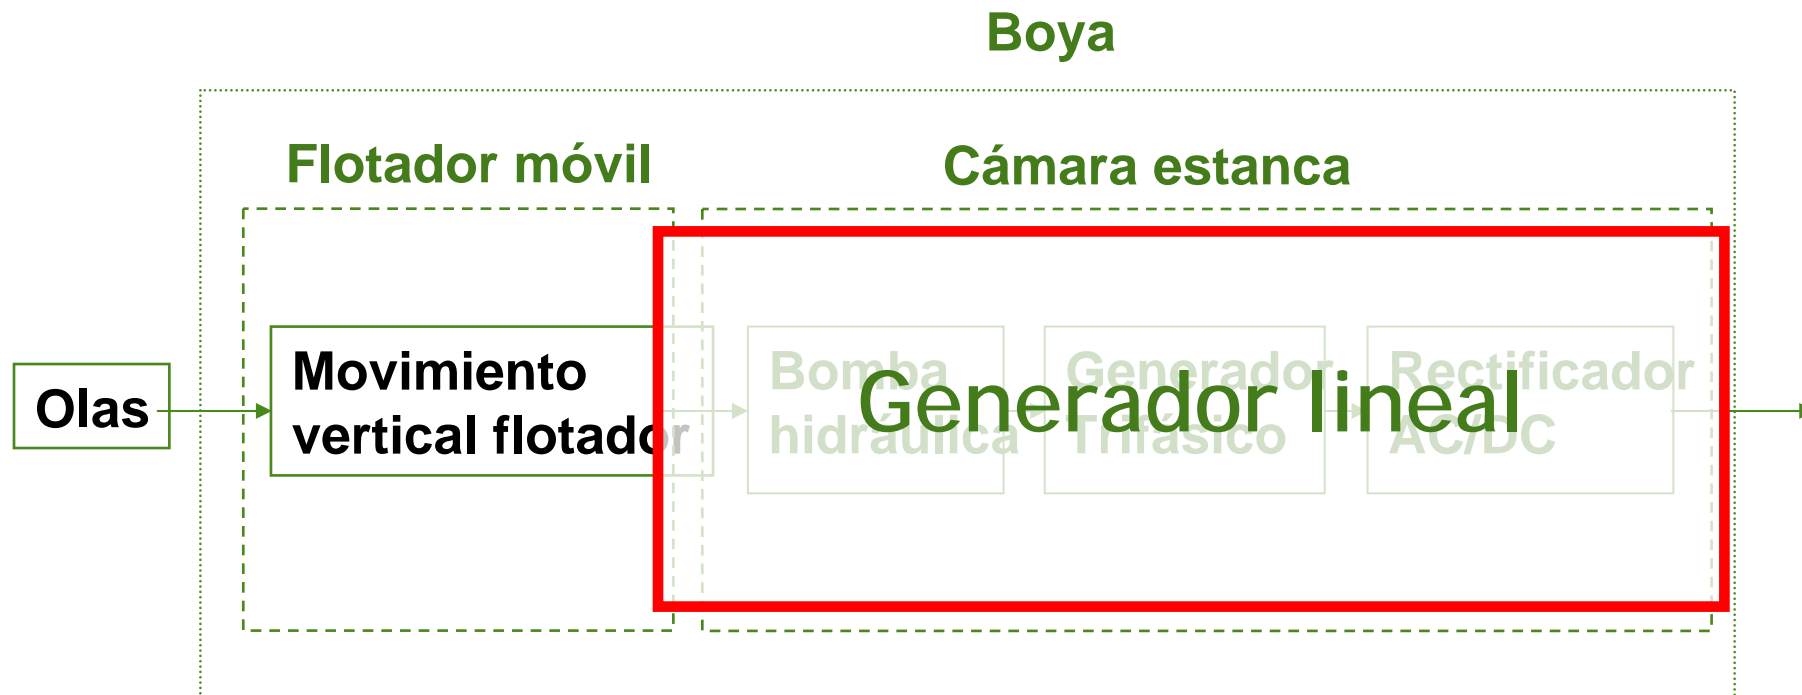 Boya
Flotador móvil
Cámara estanca
Olas
Movimiento
vertical flotador
Bomba
hidráulica
Generador
Trifásico
Rectificador
AC/DC
Generador lineal